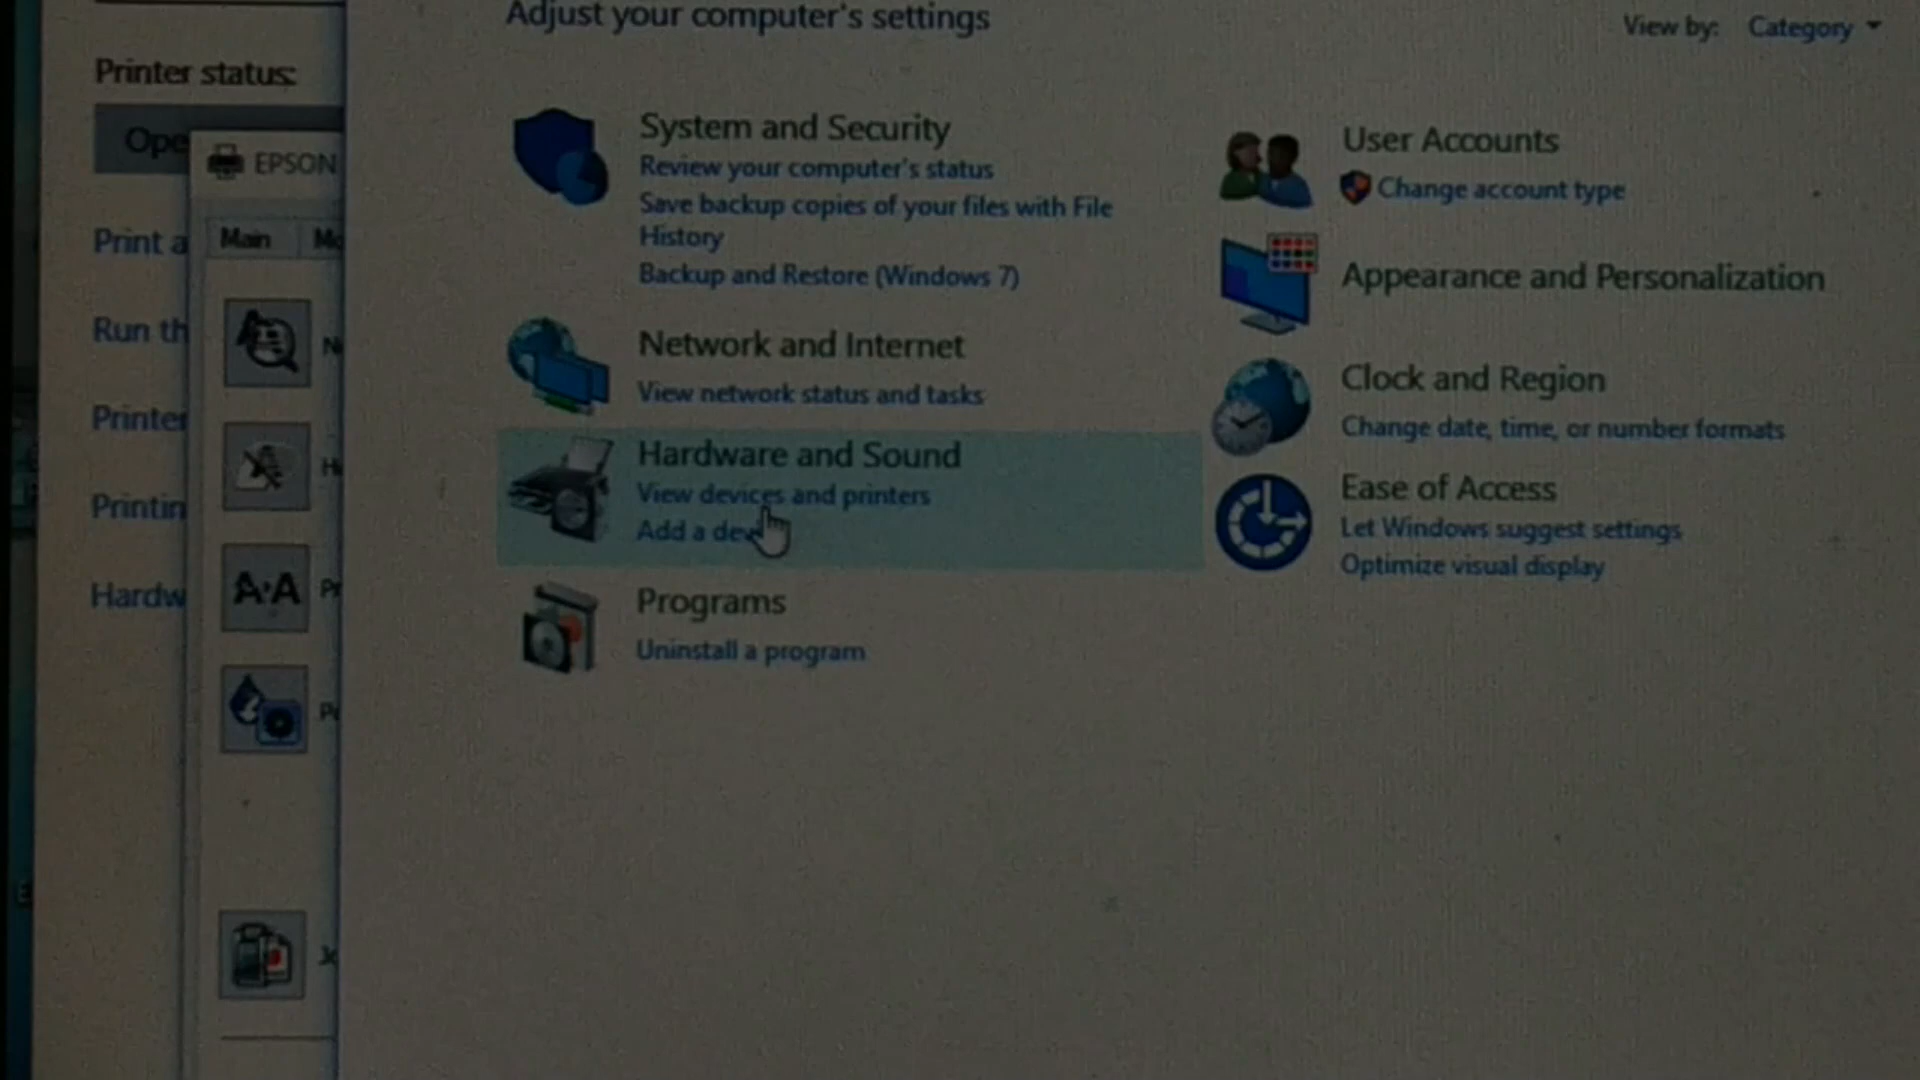 Adjust your computer's settings
View by: Category
Printer status:
Ope
EPSON
Print a
Main
Run th
Printer
Printin
Hardw
System and Security
Review your computer's status
Save backup copies of your files with File
History
Backup and Restore (Windows 7)
Network and Internet
View network status and tasks
Hardware and Sound
View devices and printers
Add a dev
Programs
Uninstall a program
User Accounts
Change account type
Appearance and Personalization
Clock and Region
Change date, time, or number formats
Ease of Access
Let Windows suggest settings
Optimize visual display